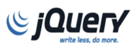 jQuery
write less, do more.